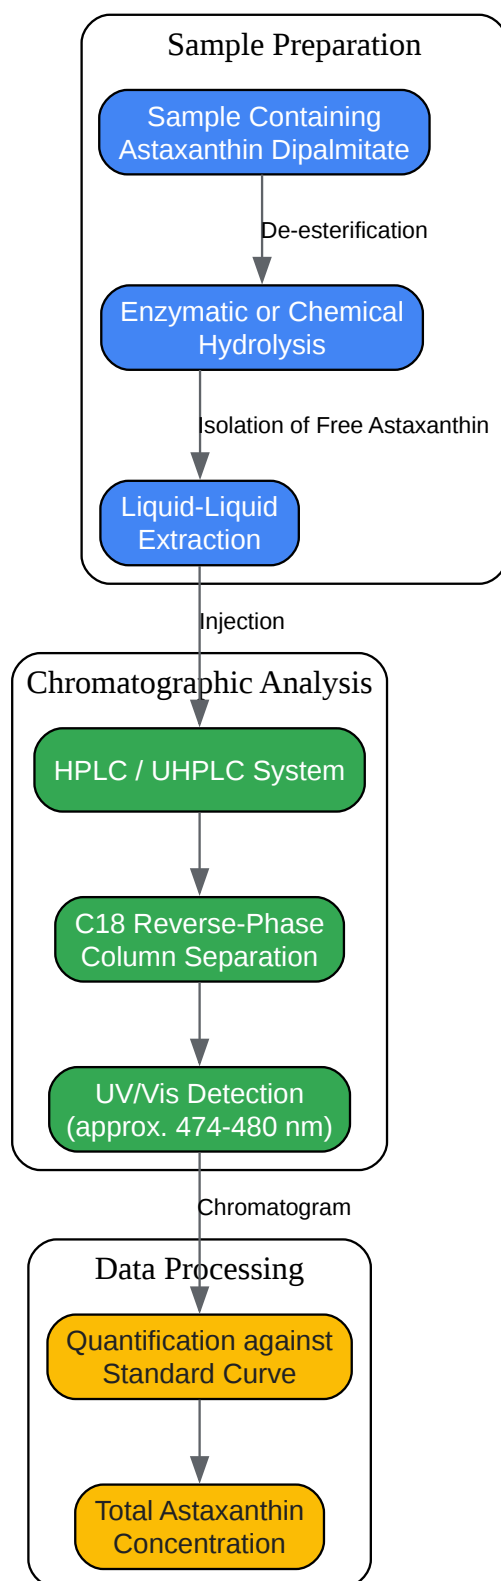 Sample Preparation
Sample Containing
Astaxanthin Dipalmitate
De-esterification
Enzymatic or Chemical
Hydrolysis
Isolation of Free Astaxanthin
Liquid-Liquid
Extraction
Injection
Chromatographic Analysis
HPLC / UHPLC System
C18 Reverse-Phase
Column Separation
UV/Vis Detection
(approx. 474-480 nm)
Chromatogram
Data Processing
Quantification against
Standard Curve
Total Astaxanthin
Concentration